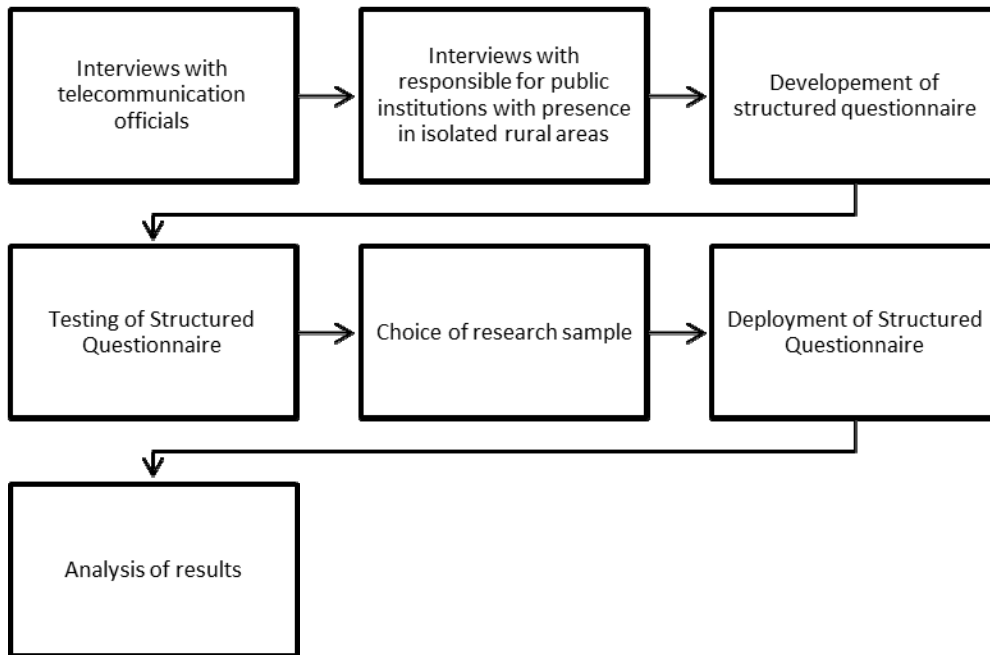 Interviews with
telecommunication
officials
Interviews with
responsible for public
institutions with presence
in isolated rural areas
Developement of
structured questionnaire
Testing of Structured
Questionnaire
Choice of research sample
Deployment of Structured
Questionnaire
Analysis of results